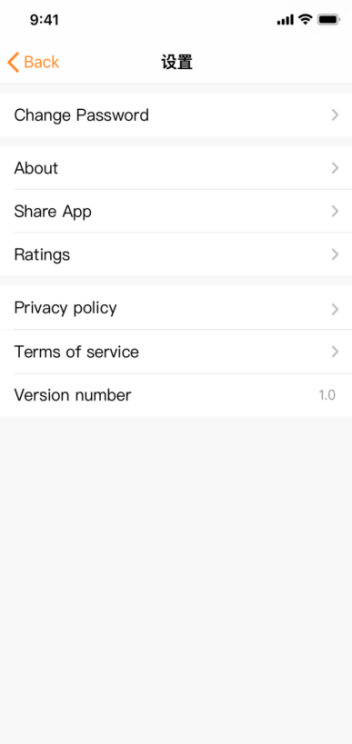 9:41
Back
设置
Change Password
About
Share App
Ratings
Privacy policy
Terms of service
Version number 1.0